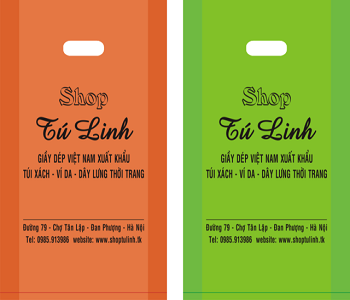 Shop
Tú Linh
GIẦY DÉP VIỆT NAM XUẤT KHẨU
TÚI XÁCH - VÍ DA - DÂY LƯNG THỜI TRANG
Đường 79 - Chợ Tân Lập - Đan Phượng - Hà Nội
Tel: 0985.913986 website: www.shoptulinh.tk
Shop
Tú Linh
GIẦY DÉP VIỆT NAM XUẤT KHẨU
TÚI XÁCH - VÍ DA - DÂY LƯNG THỜI TRANG
Đường 79 - Chợ Tân Lập - Đan Phượng - Hà Nội
Tel: 0985.913986 website: www.shoptulinh.tk